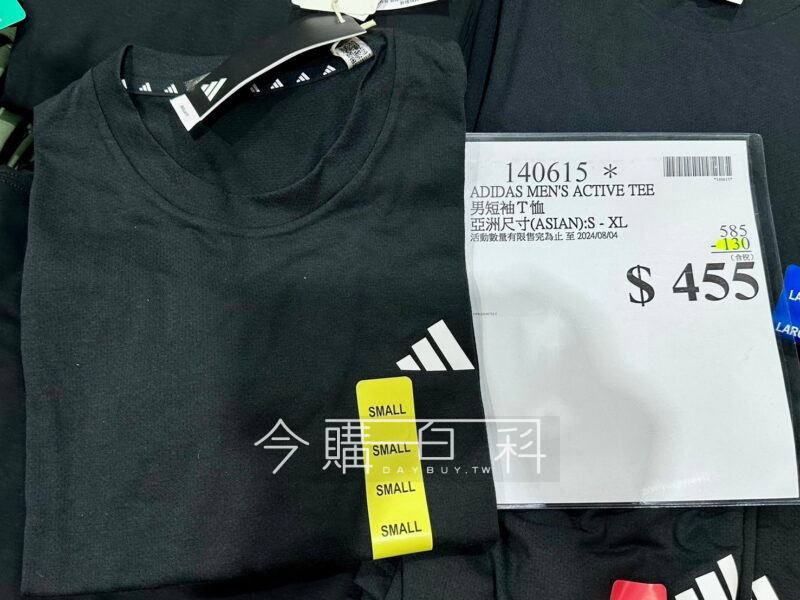 140615 *
ADIDAS MEN'S ACTIVE TEE
男短袖T恤
亞洲尺寸(ASIAN):S - XL
活動數量有限售完為止 至 2024/08/04
*140615*
585
-130
(含稅)
$ 455
LARG
SMALL
SMALL
SMALL
SMALL
今購百科
DAYBUY.TW